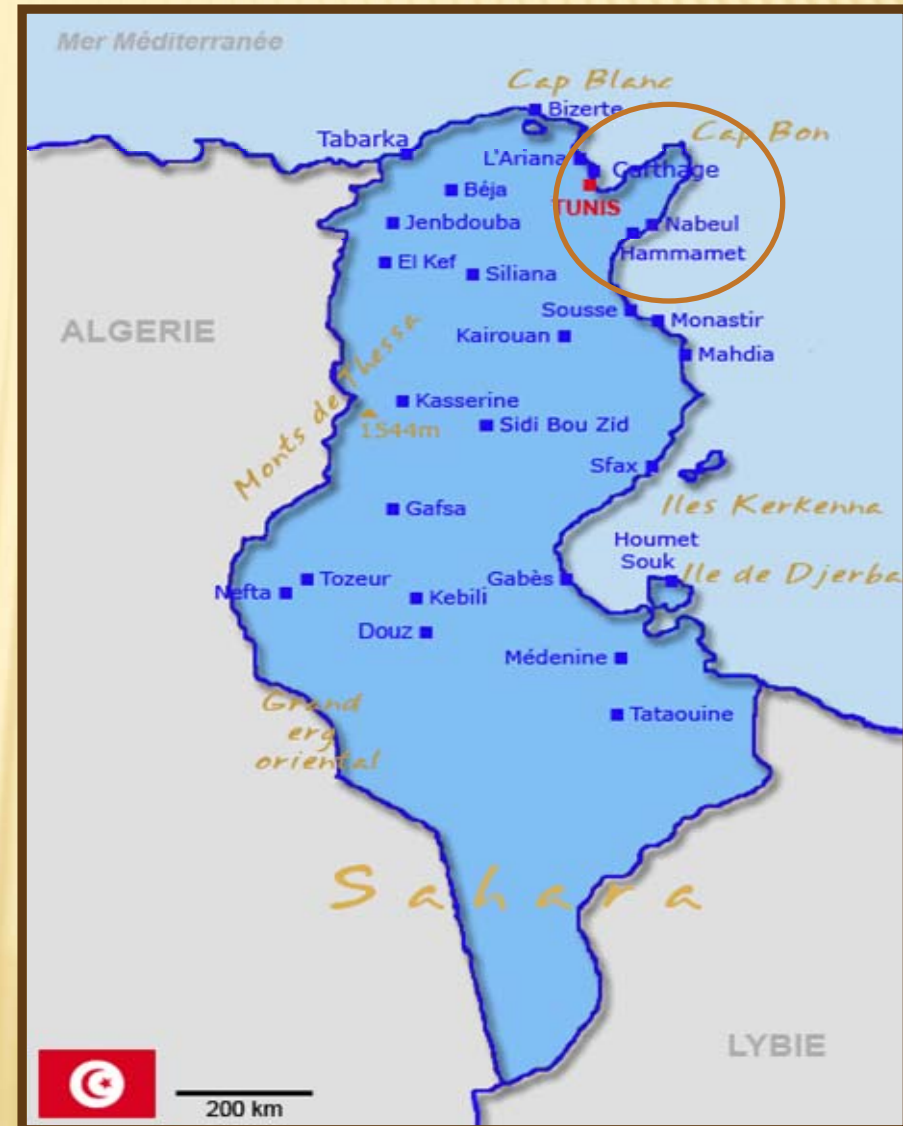 Mer Méditerranée
Cap Blanc
Bizerte
Cap Bon
Tabarka
L'Ariana
Carthage
Béja
TUNIS
Jenbdouba
Nabeul
Hammamet
El Kef
Siliana
Sousse
Monastir
ALGERIE
Kairouan
Mahdia
Monts de Thessa
Kasserine
1544m
Sidi Bou Zid
Sfax
Iles Kerkenna
Gafsa
Houmet
Souk
Ile de Djerba
Tozeur
Gabès
Nefta
Kebili
Douz
Médenine
Grand
erg
oriental
Tataouine
Sahara
LYBIE
200 km